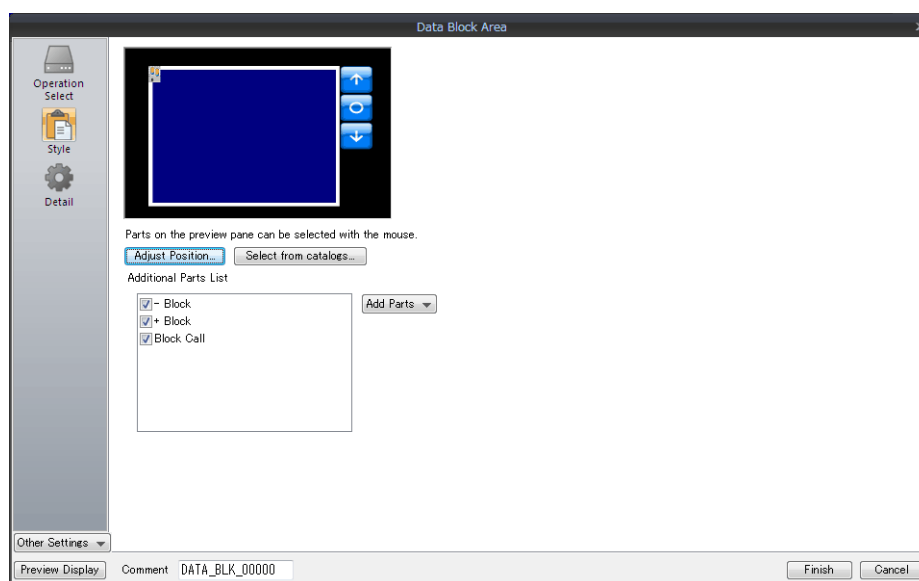 Data Block Area
Operation
Select
Style
Detail
Parts on the preview pane can be selected with the mouse.
Adjust Position... Select from catalogs...
Additional Parts List
- Block
+ Block
Block Call
Add Parts
Other Settings
Preview Display Comment DATA_BLK_00000 Finish Cancel